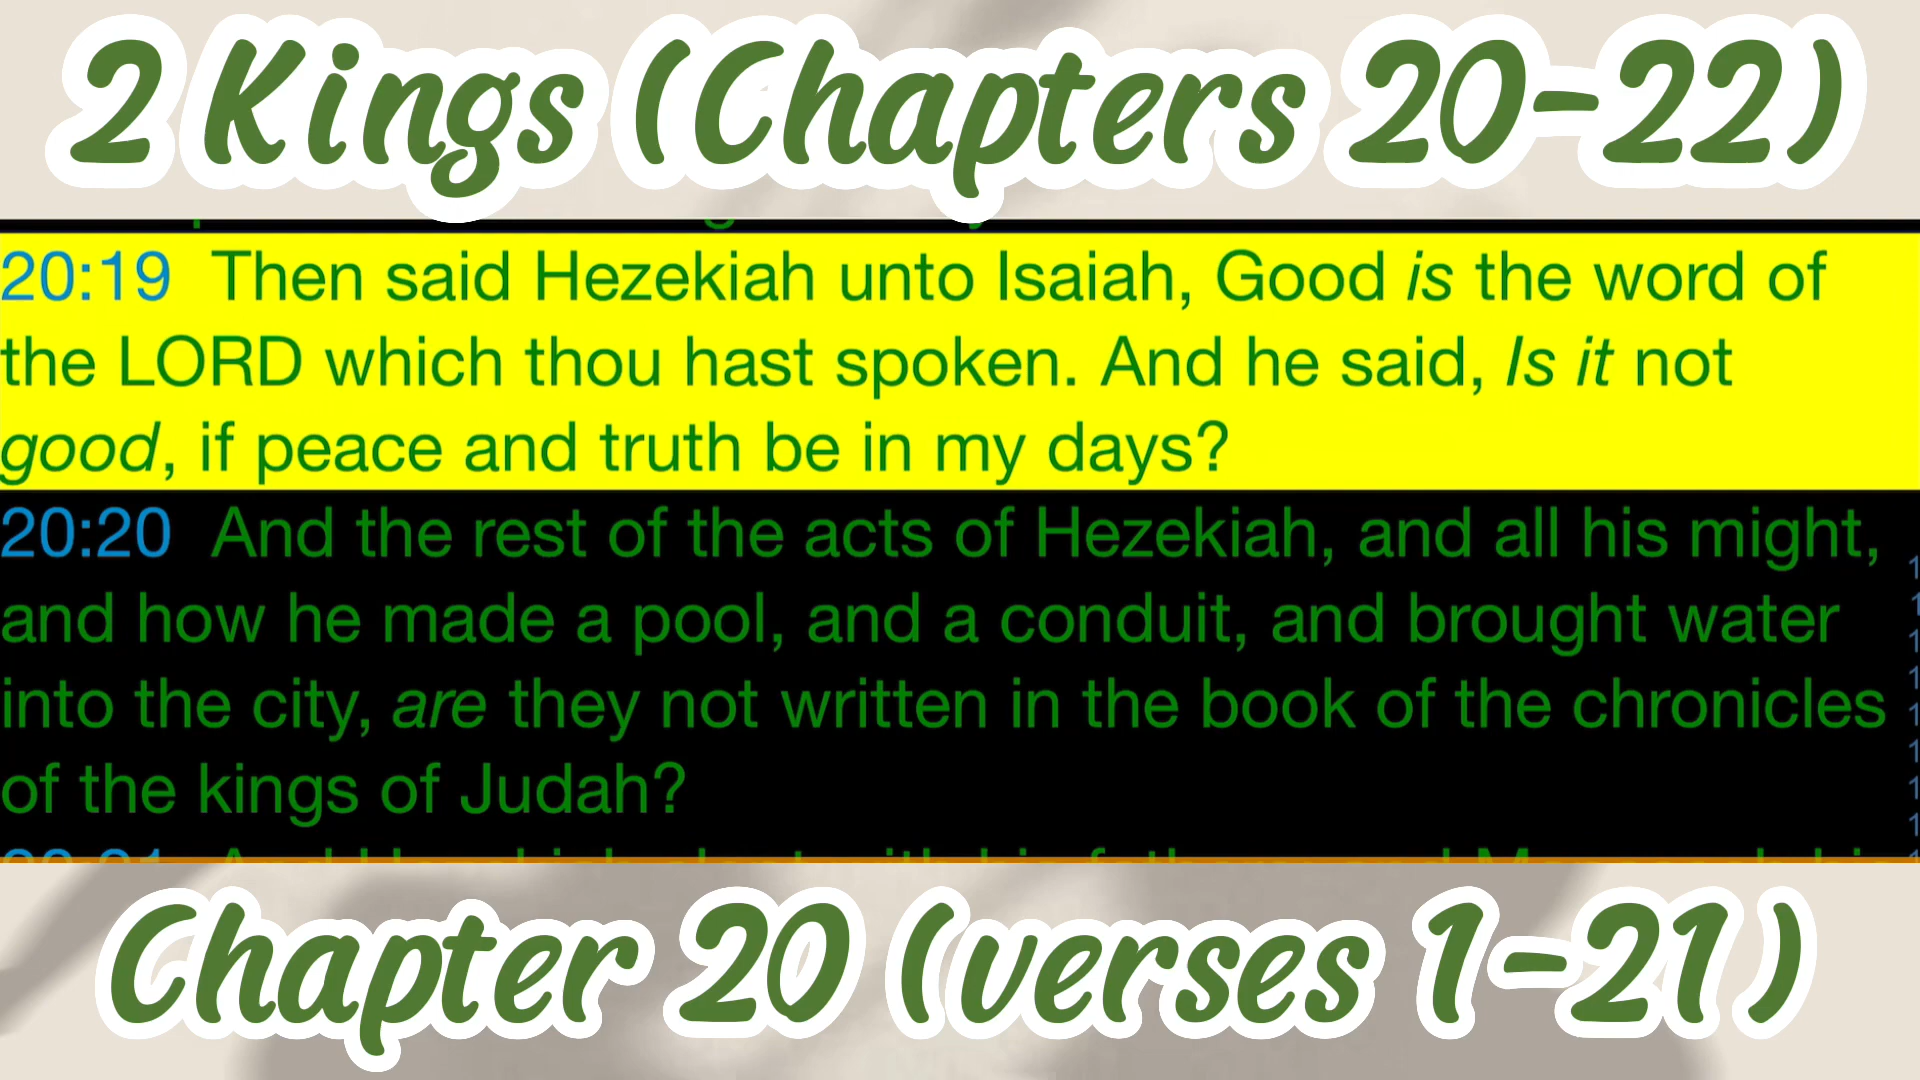 2 Kings (Chapters 20-22)
20:19 Then said Hezekiah unto Isaiah, Good is the word of
the LORD which thou hast spoken. And he said, Is it not
good, if peace and truth be in my days?
20:20 And the rest of the acts of Hezekiah, and all his might,
and how he made a pool, and a conduit, and brought water
into the city, are they not written in the book of the chronicles
of the kings of Judah?
Chapter 20 (verses 1-21)